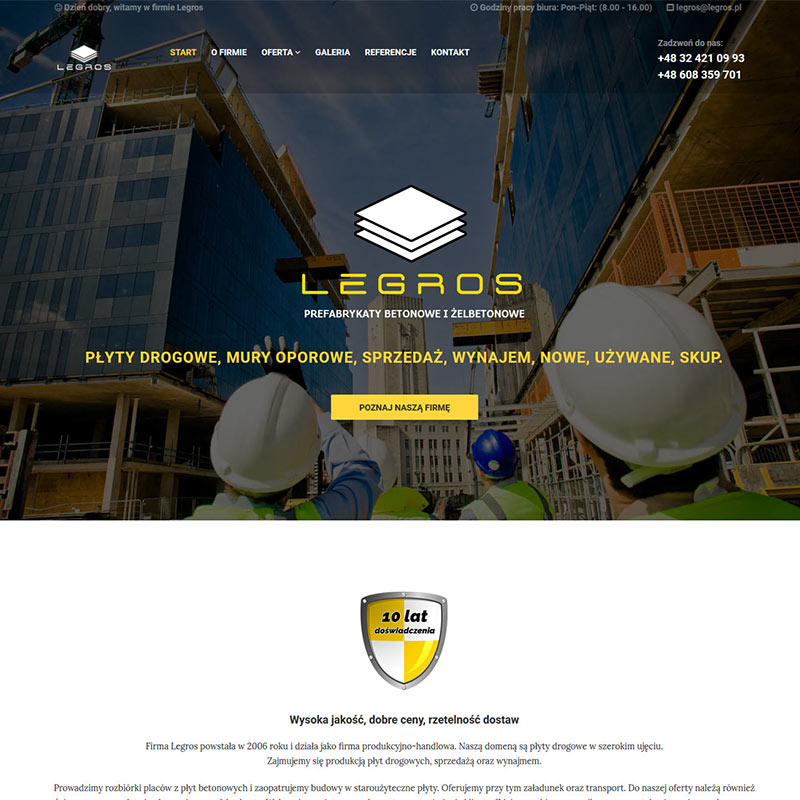 Dzień dobry, witamy w firmie Legros
Godziny pracy biura: Pon-Piąt: (8.00 - 16.00)
legros@legros.pl
LEGROS
START O FIRMIE OFERTA GALERIA REFERENCJE KONTAKT
Zadzwoń do nas:
+48 32 421 09 93
+48 608 359 701
LEGROS
PREFABRYKATY BETONOWE I ŻELBETONOWE
PŁYTY DROGOWE, MURY OPOROWE, SPRZEDAŻ, WYNAJEM, NOWE, UŻYWANE, SKUP.
POZNAJ NASZĄ FIRMĘ
10 lat
doświadczenia
Wysoka jakość, dobre ceny, rzetelność dostaw
Firma Legros powstała w 2006 roku i działa jako firma produkcyjno-handlowa. Naszą domeną są płyty drogowe w szerokim ujęciu.
Zajmujemy się produkcją płyt drogowych, sprzedażą oraz wynajmem.
Prowadzimy rozbiórki placów z płyt betonowych i zaopatrujemy budowy w staroużyteczne płyty. Oferujemy przy tym załadunek oraz transport. Do naszej oferty należą również